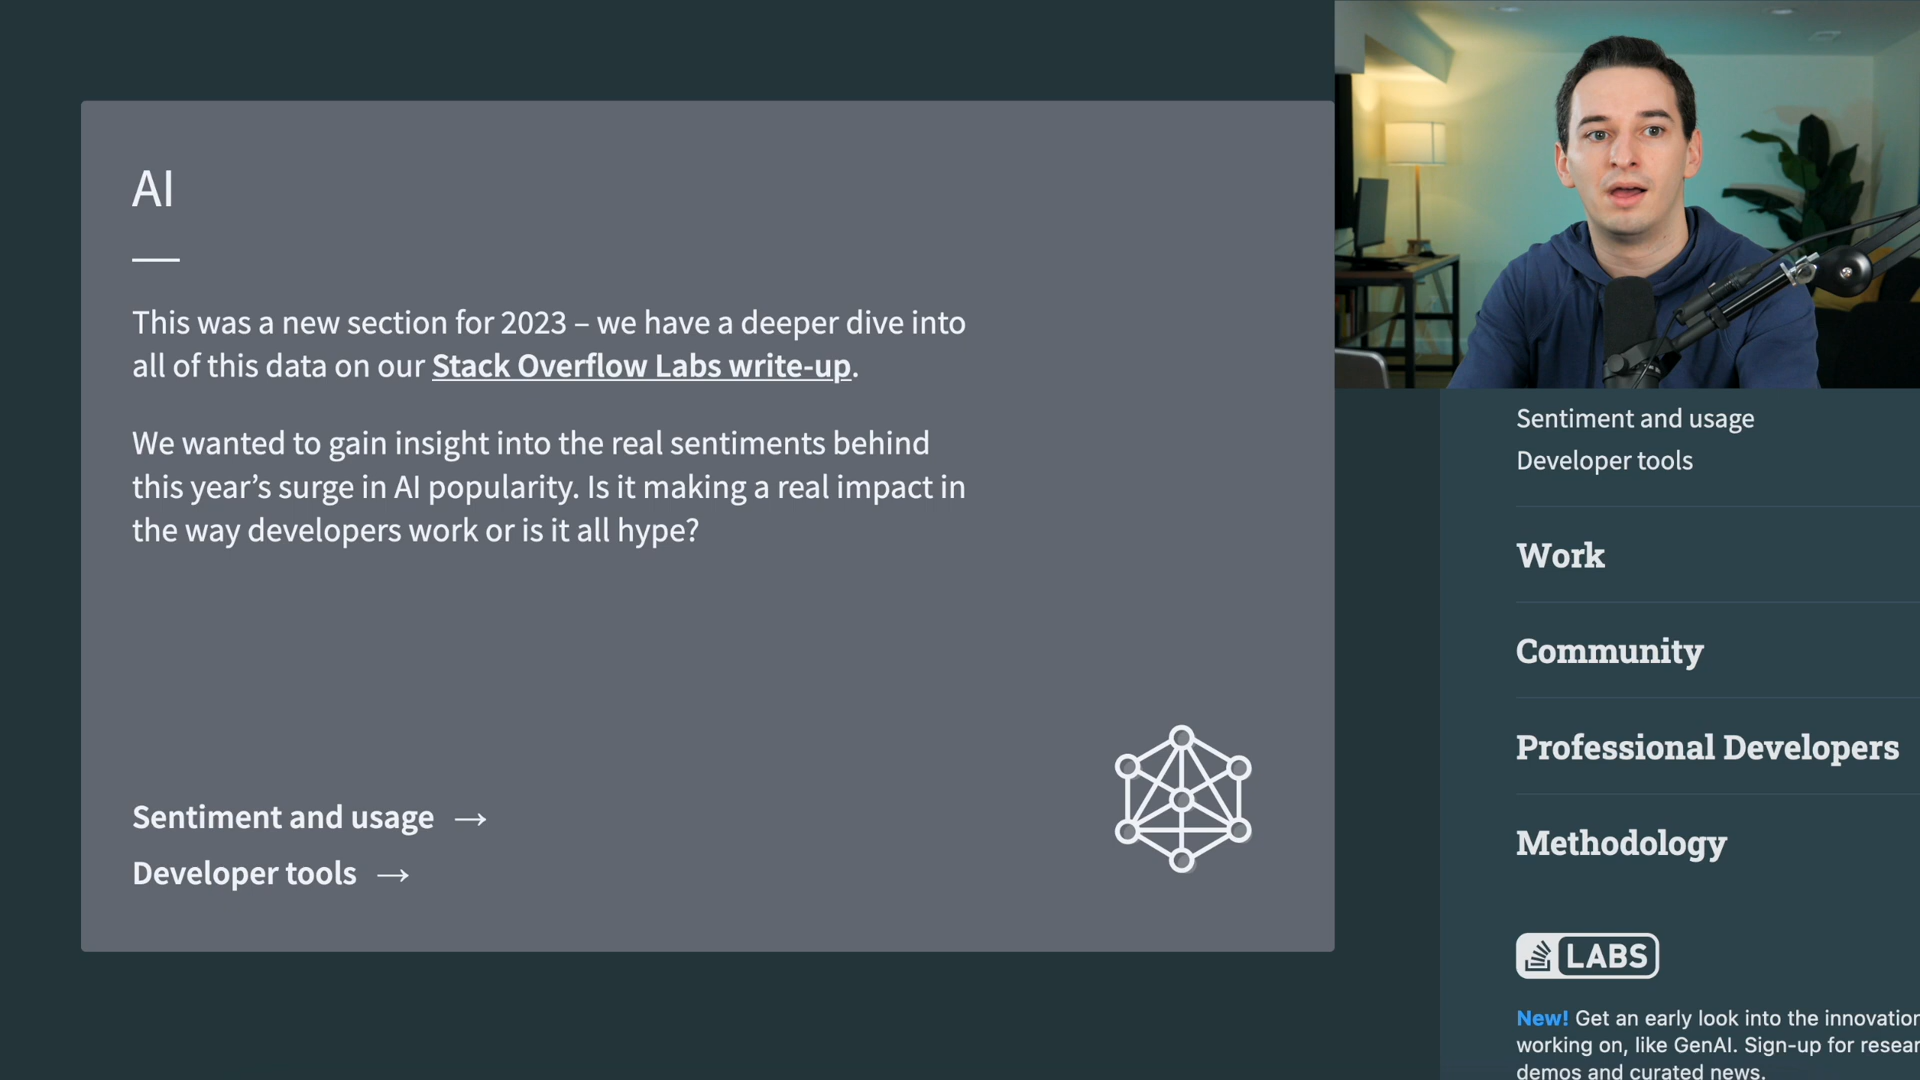 AI
This was a new section for 2023 – we have a deeper dive into
all of this data on our Stack Overflow Labs write-up.
We wanted to gain insight into the real sentiments behind
this year’s surge in AI popularity. Is it making a real impact in
the way developers work or is it all hype?
Sentiment and usage →
Developer tools →
Sentiment and usage
Developer tools
Work
Community
Professional Developers
Methodology
LABS
New! Get an early look into the innovation
working on, like GenAI. Sign-up for resear
demos and curated news.